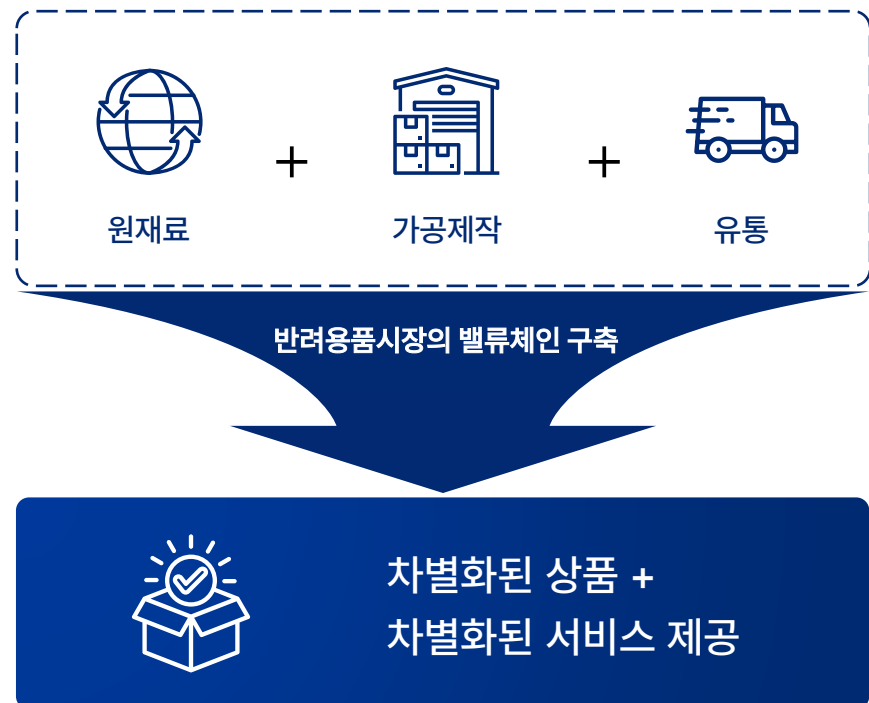 원재료 + 가공제작 + 유통
반려용품시장의 밸류체인 구축
차별화된 상품 +
차별화된 서비스 제공